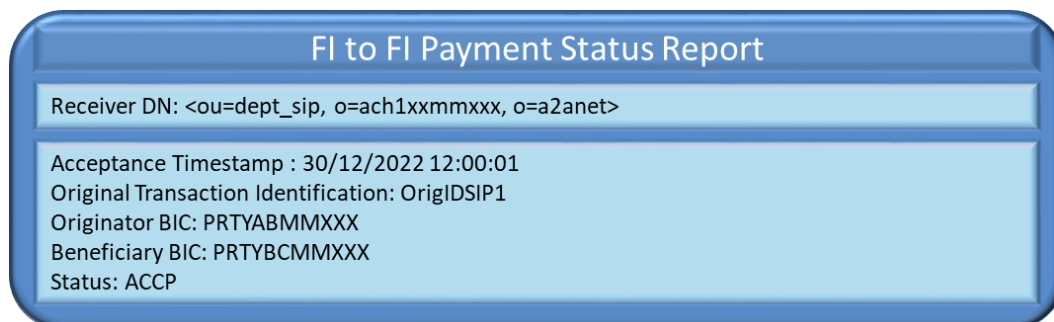 FI to FI Payment Status Report
Receiver DN: <ou=dept_sip, o=ach1xxmmxxx, o=a2anet>
Acceptance Timestamp : 30/12/2022 12:00:01
Original Transaction Identification: OrigIDSIP1
Originator BIC: PRTYABMMXXX
Beneficiary BIC: PRTYBCMMXXX
Status: ACCP